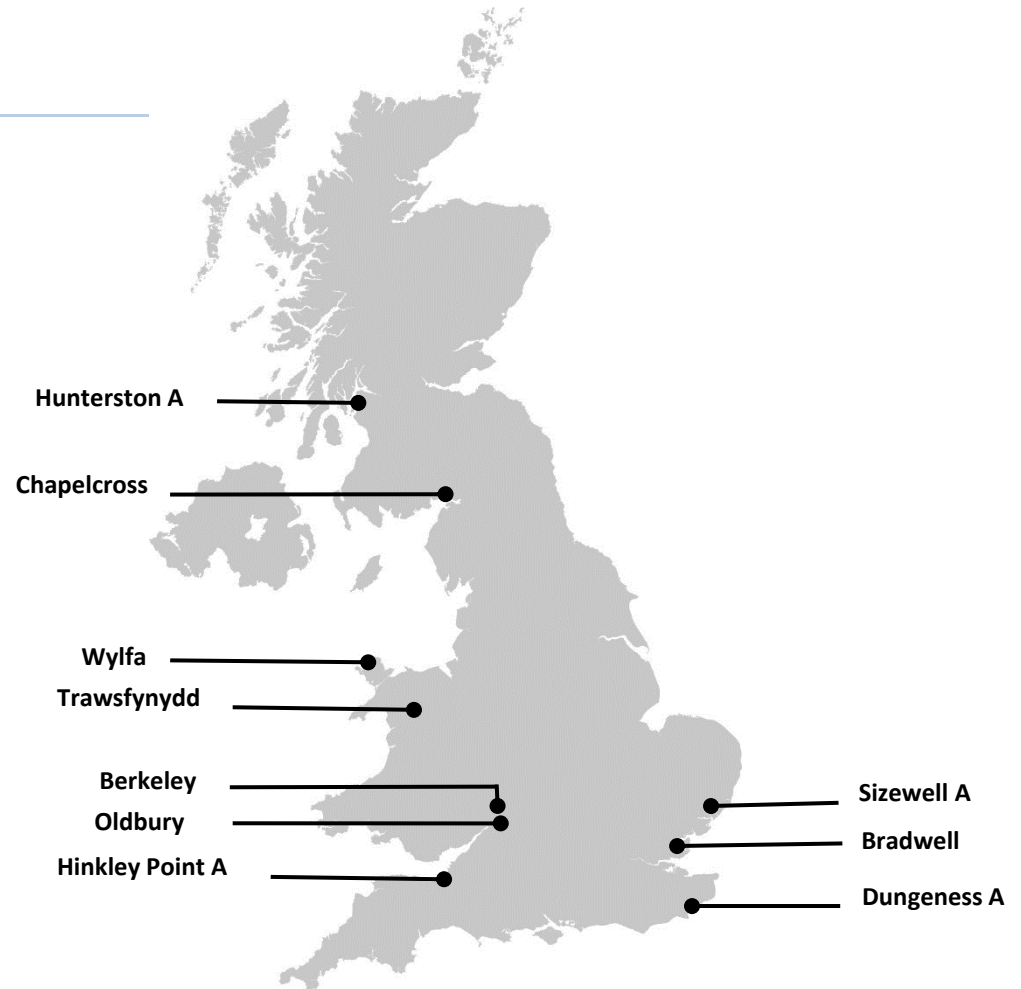 Hunterston A
Chapelcross
Wylfa
Trawsfynydd
Berkeley
Oldbury
Hinkley Point A
Sizewell A
Bradwell
Dungeness A